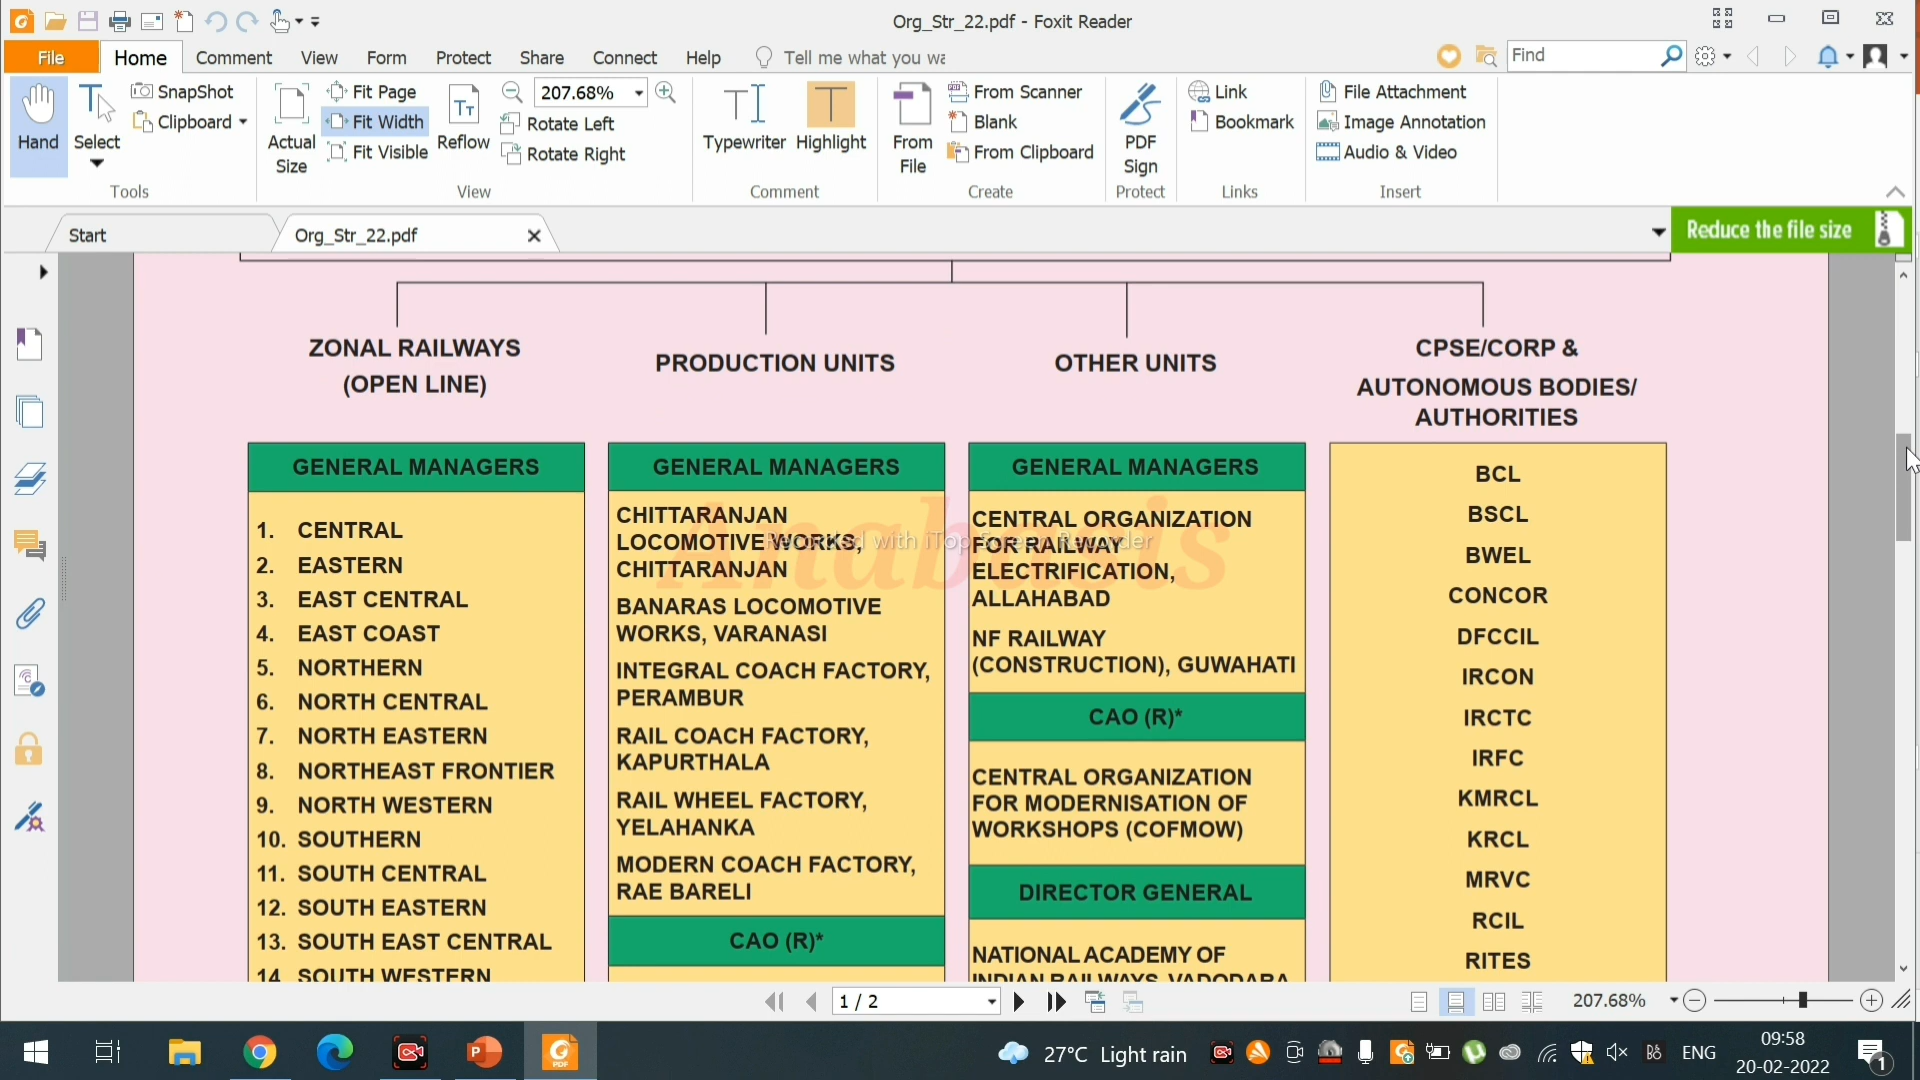 Org_Str_22.pdf - Foxit Reader
File Home Comment View Form Protect Share Connect Help Tell me what you wa
Find
Hand
Select
SnapShot
Clipboard
Tools
Actual
Size
Fit Page
Fit Width
Fit Visible
Reflow
207.68%
Rotate Left
Rotate Right
View
Typewriter
Highlight
Comment
From
File
From Scanner
Blank
From Clipboard
Create
PDF
Sign
Protect
Link
Bookmark
Links
File Attachment
Image Annotation
Audio & Video
Insert
Start
Org_Str_22.pdf
Reduce the file size
ZONAL RAILWAYS
(OPEN LINE)
GENERAL MANAGERS
1. CENTRAL
2. EASTERN
3. EAST CENTRAL
4. EAST COAST
5. NORTHERN
6. NORTH CENTRAL
7. NORTH EASTERN
8. NORTHEAST FRONTIER
9. NORTH WESTERN
10. SOUTHERN
11. SOUTH CENTRAL
12. SOUTH EASTERN
13. SOUTH EAST CENTRAL
14. SOUTH WESTERN
PRODUCTION UNITS
GENERAL MANAGERS
CHITTARANJAN
LOCOMOTIVE WORKS,
CHITTARANJAN
BANARAS LOCOMOTIVE
WORKS, VARANASI
INTEGRAL COACH FACTORY,
PERAMBUR
RAIL COACH FACTORY,
KAPURTHALA
RAIL WHEEL FACTORY,
YELAHANKA
MODERN COACH FACTORY,
RAE BARELI
CAO (R)*
OTHER UNITS
GENERAL MANAGERS
CENTRAL ORGANIZATION
FOR RAILWAY
ELECTRIFICATION,
ALLAHABAD
NF RAILWAY
(CONSTRUCTION), GUWAHATI
CAO (R)*
CENTRAL ORGANIZATION
FOR MODERNISATION OF
WORKSHOPS (COFMOW)
DIRECTOR GENERAL
NATIONAL ACADEMY OF
INDIAN RAILWAYS, VADODARA
CPSE/CORP &
AUTONOMOUS BODIES/
AUTHORITIES
BCL
BSCL
BWEL
CONCOR
DFCCIL
IRCON
IRCTC
IRFC
KMRCL
KRCL
MRVC
RCIL
RITES
Anabasis
Recorded with iTop Screen Recorder
1 / 2
207.68%
27°C Light rain
ENG
09:58
20-02-2022
1